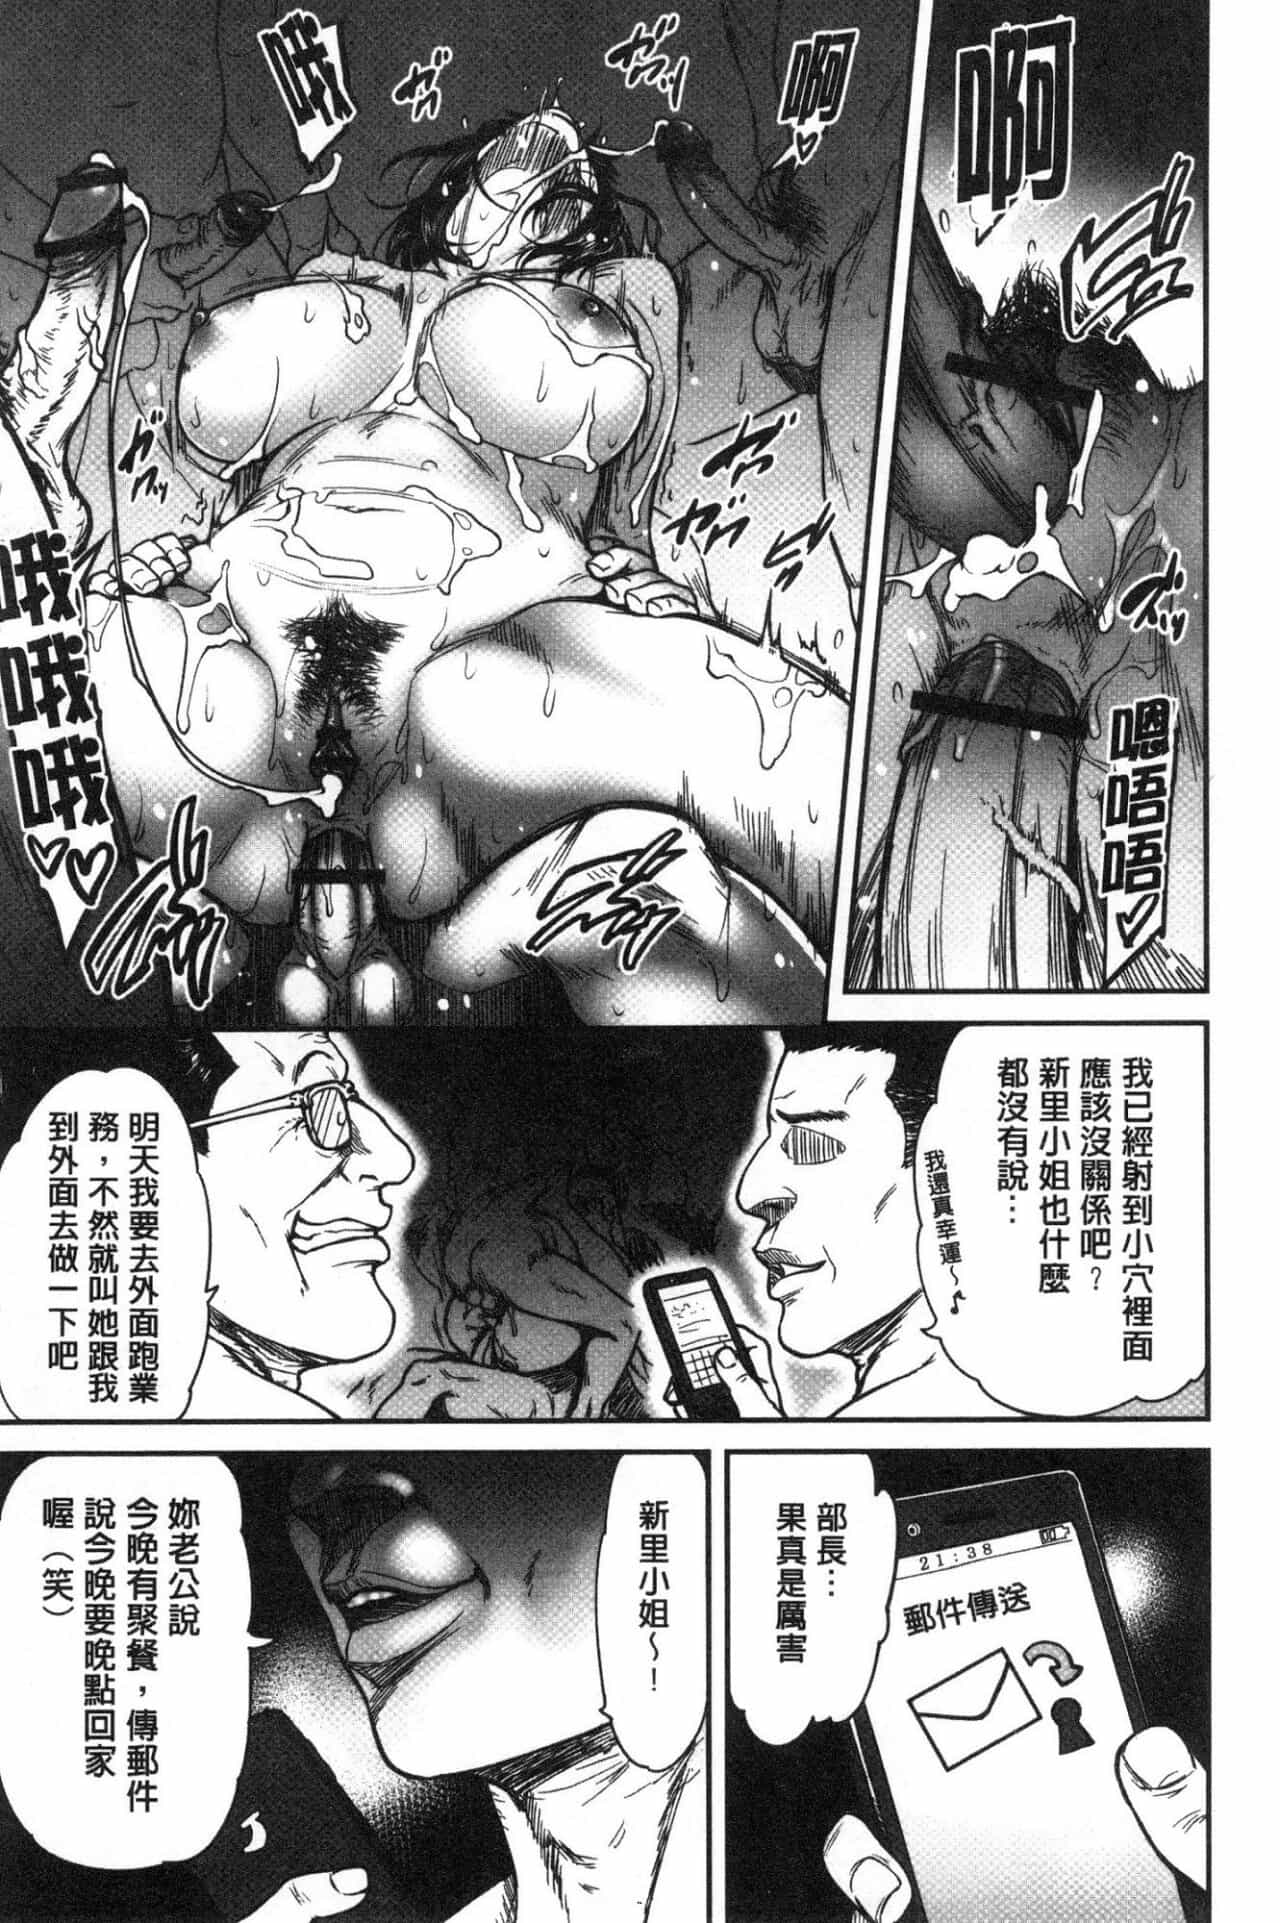 啊
啊
哦
嗯唔唔
哦哦哦
我已經射到小穴裡面
應該沒關係吧？
新里小姐也什麼
都沒有說…
我還真幸運～♪
明天我要去外面跑業
務，不然就叫她跟我
到外面去做一下吧
21:38
郵件傳送
部長…
果真是厲害
新里小姐～！
妳老公說
今晚有聚餐，傳郵件
說今晚要晚點回家
喔（笑）